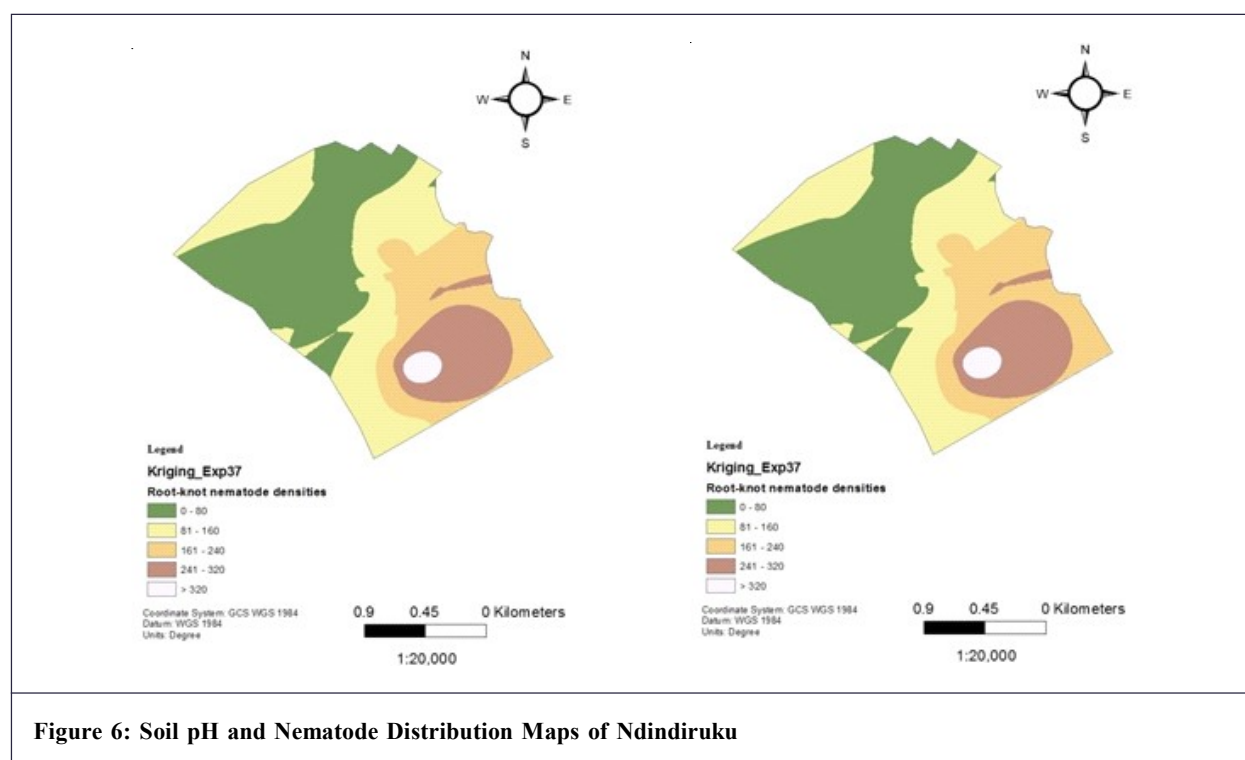 N
W E
S
Legend
Kriging_Exp37
Root-knot nematode densities
0 - 80
81 - 160
161 - 240
241 - 320
> 320
Coordinate System: GCS WGS 1984
Datum: WGS 1984
Units: Degree
0.9 0.45 0 Kilometers
1:20,000
N
W E
S
Legend
Kriging_Exp37
Root-knot nematode densities
0 - 80
81 - 160
161 - 240
241 - 320
> 320
Coordinate System: GCS WGS 1984
Datum: WGS 1984
Units: Degree
0.9 0.45 0 Kilometers
1:20,000
Figure 6: Soil pH and Nematode Distribution Maps of Ndindiruku